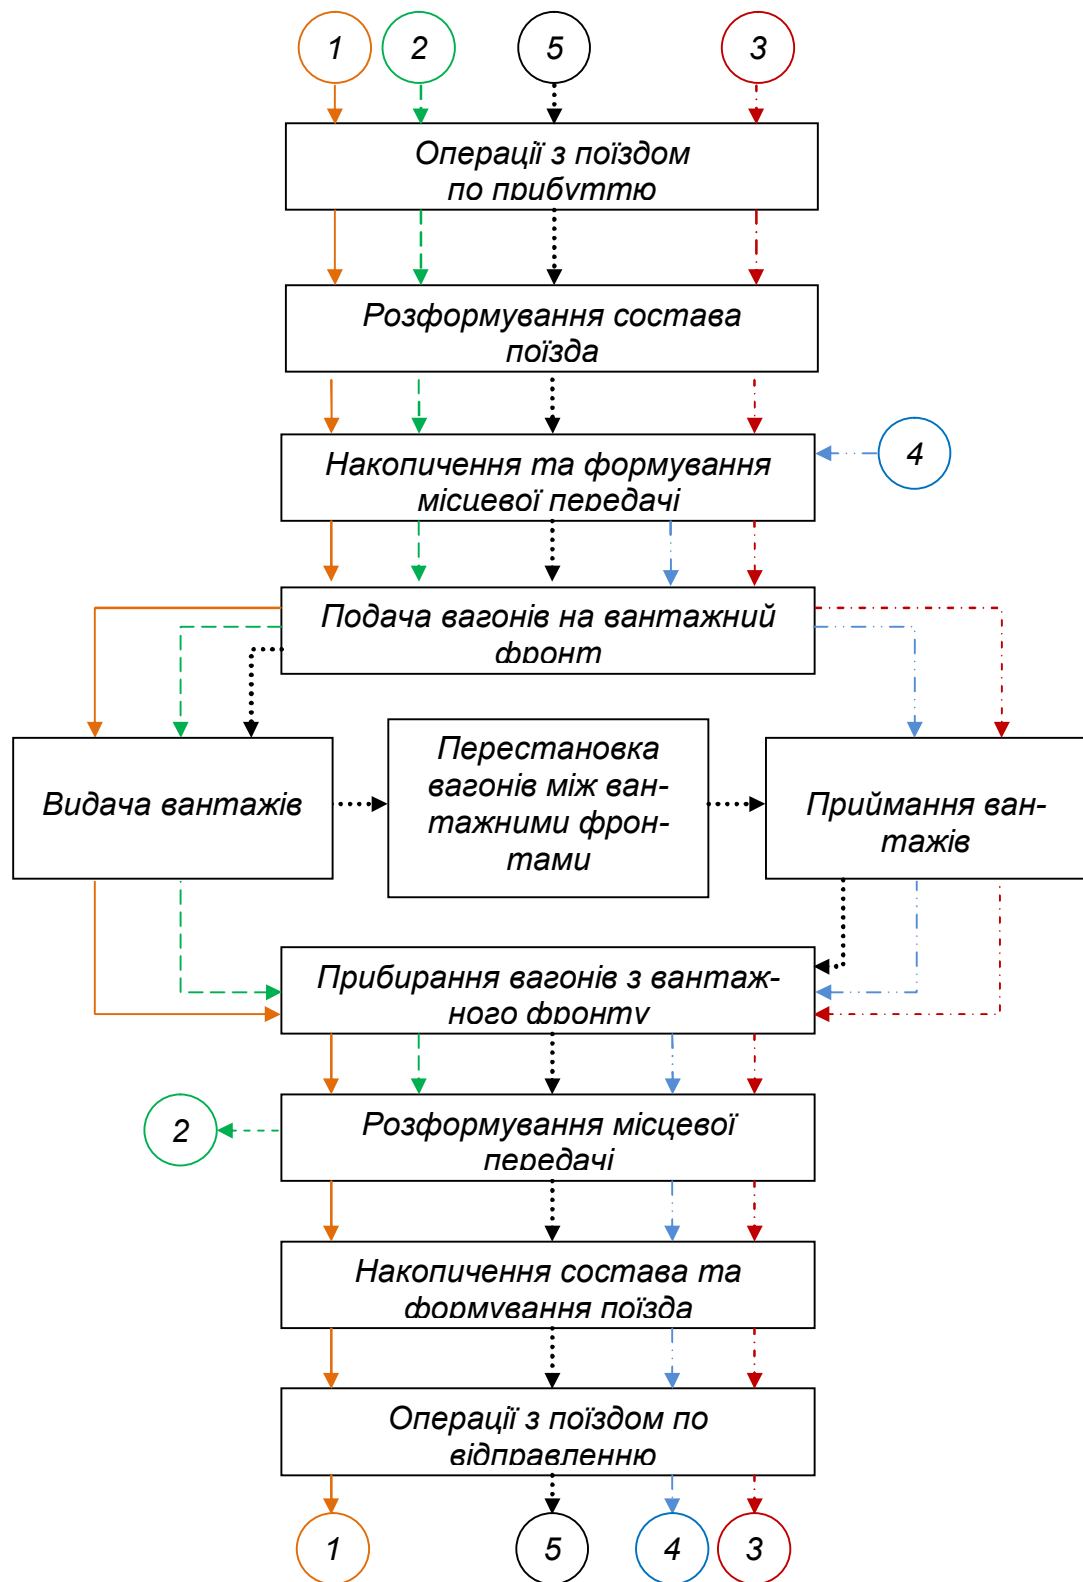 1 2 5 3
Операції з поїздом
по прибуттю
Розформування состава
поїзда
Накопичення та формування
місцевої передачі
4
Подача вагонів на вантажний
фронт
Видача вантажів
Перестановка
вагонів між ван-
тажними фрон-
тами
Приймання ван-
тажів
Прибирання вагонів з вантаж-
ного фронту
2
Розформування місцевої
передачі
Накопичення состава та
формування поїзда
Операції з поїздом по
відправленню
1 5 4 3